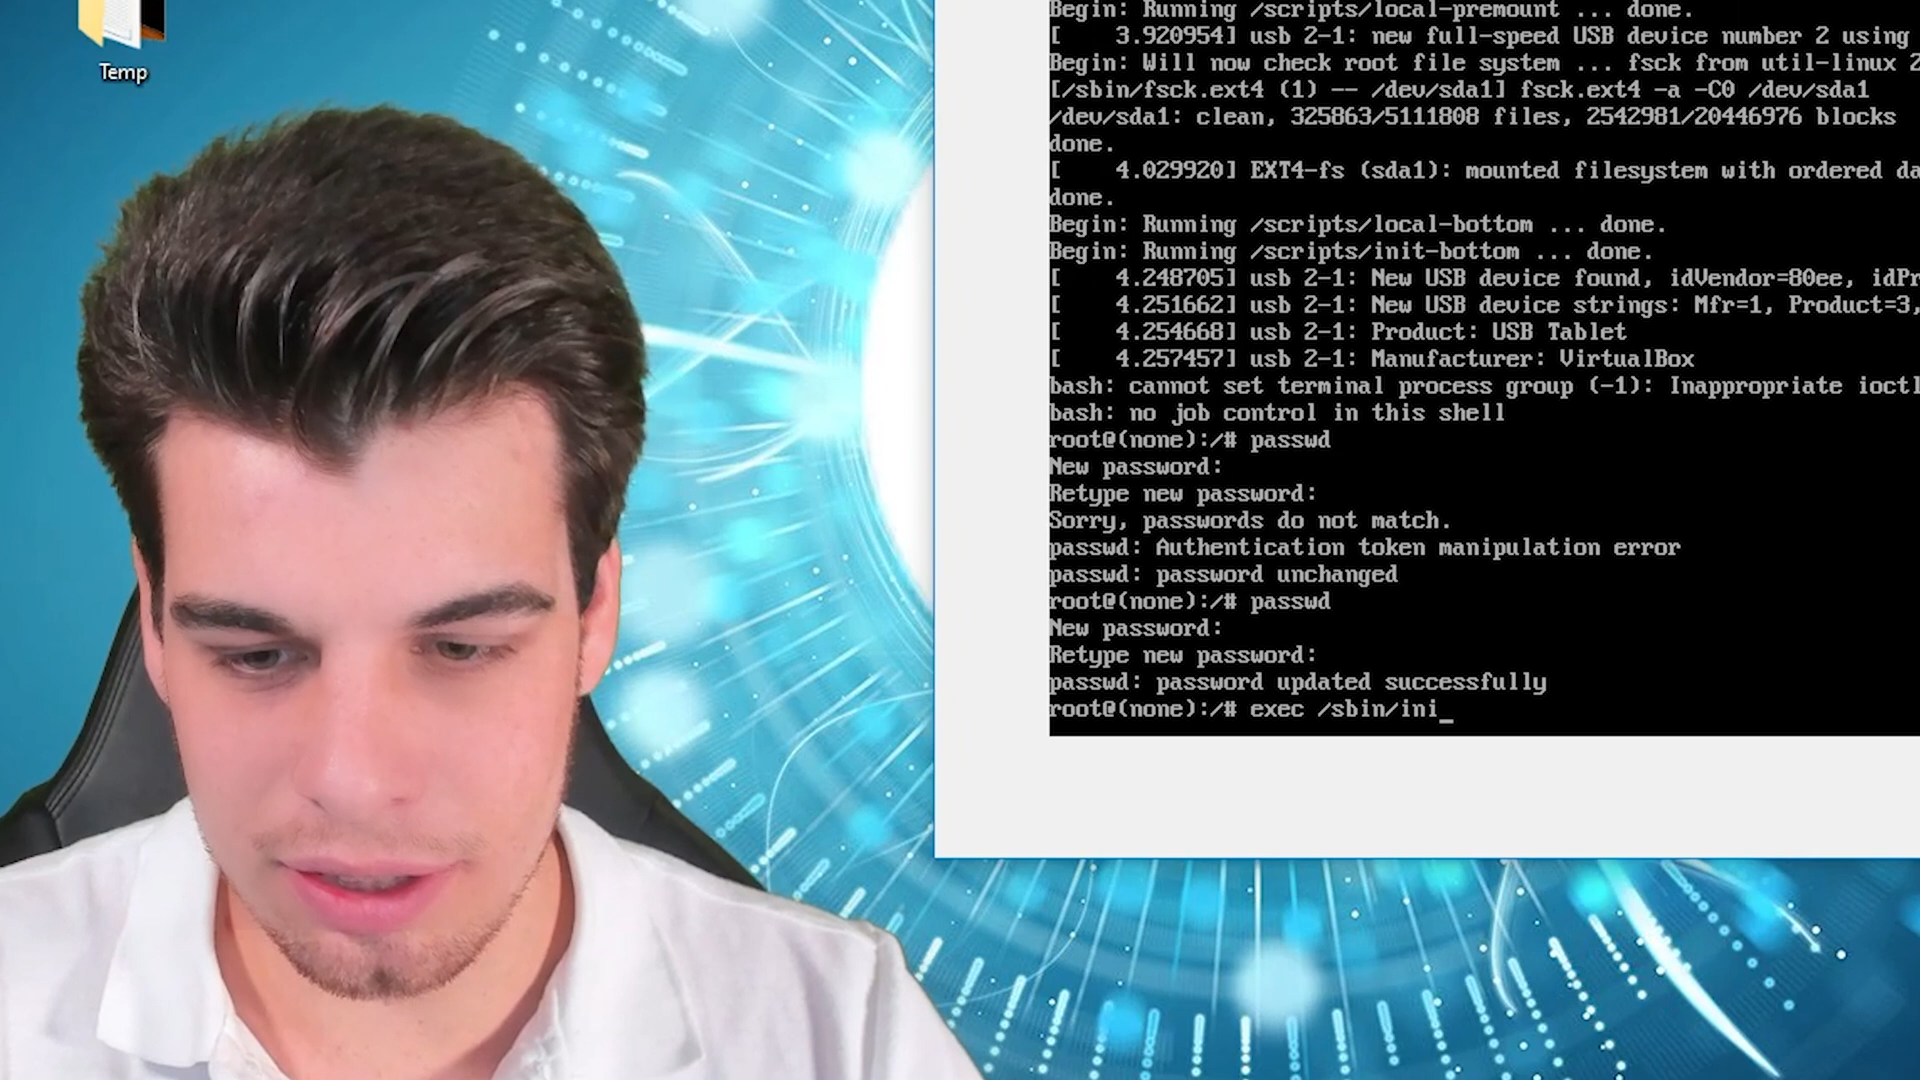 Temp
Begin: Running /scripts/local-premount ... done.
[    3.920954] usb 2-1: new full-speed USB device number 2 using
Begin: Will now check root file system ... fsck from util-linux 2
[/sbin/fsck.ext4 (1) -- /dev/sda1] fsck.ext4 -a -C0 /dev/sda1
/dev/sda1: clean, 325863/5111808 files, 2542981/20446976 blocks
done.
[    4.029920] EXT4-fs (sda1): mounted filesystem with ordered da
done.
Begin: Running /scripts/local-bottom ... done.
Begin: Running /scripts/init-bottom ... done.
[    4.248705] usb 2-1: New USB device found, idVendor=80ee, idPr
[    4.251662] usb 2-1: New USB device strings: Mfr=1, Product=3,
[    4.254668] usb 2-1: Product: USB Tablet
[    4.257457] usb 2-1: Manufacturer: VirtualBox
bash: cannot set terminal process group (-1): Inappropriate ioctl
bash: no job control in this shell
root@(none):/# passwd
New password:
Retype new password:
Sorry, passwords do not match.
passwd: Authentication token manipulation error
passwd: password unchanged
root@(none):/# passwd
New password:
Retype new password:
passwd: password updated successfully
root@(none):/# exec /sbin/ini_